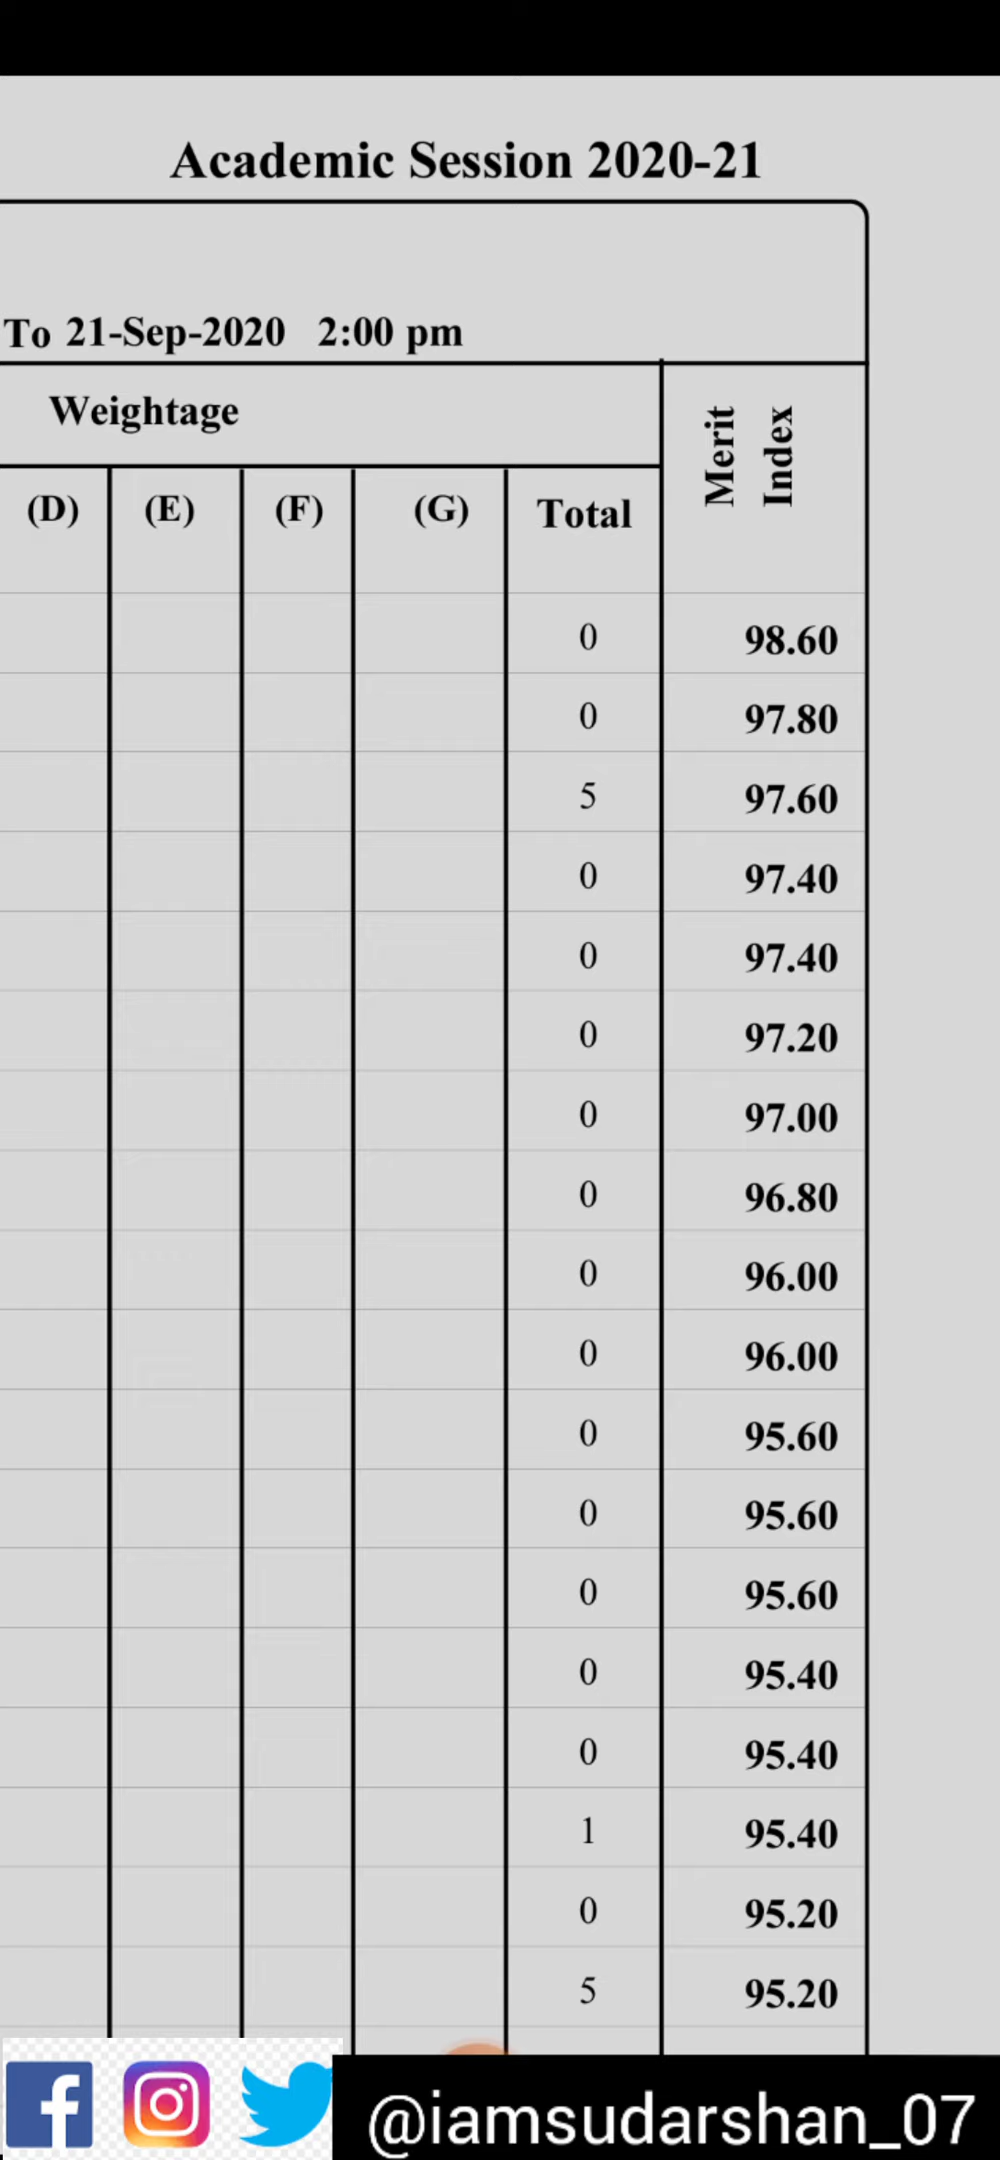 Academic Session 2020-21
To 21-Sep-2020 2:00 pm
Weightage
Merit
Index
(D) (E) (F) (G) Total
0 98.60
0 97.80
5 97.60
0 97.40
0 97.40
0 97.20
0 97.00
0 96.80
0 96.00
0 96.00
0 95.60
0 95.60
0 95.60
0 95.40
0 95.40
1 95.40
0 95.20
5 95.20
@iamsudarshan_07